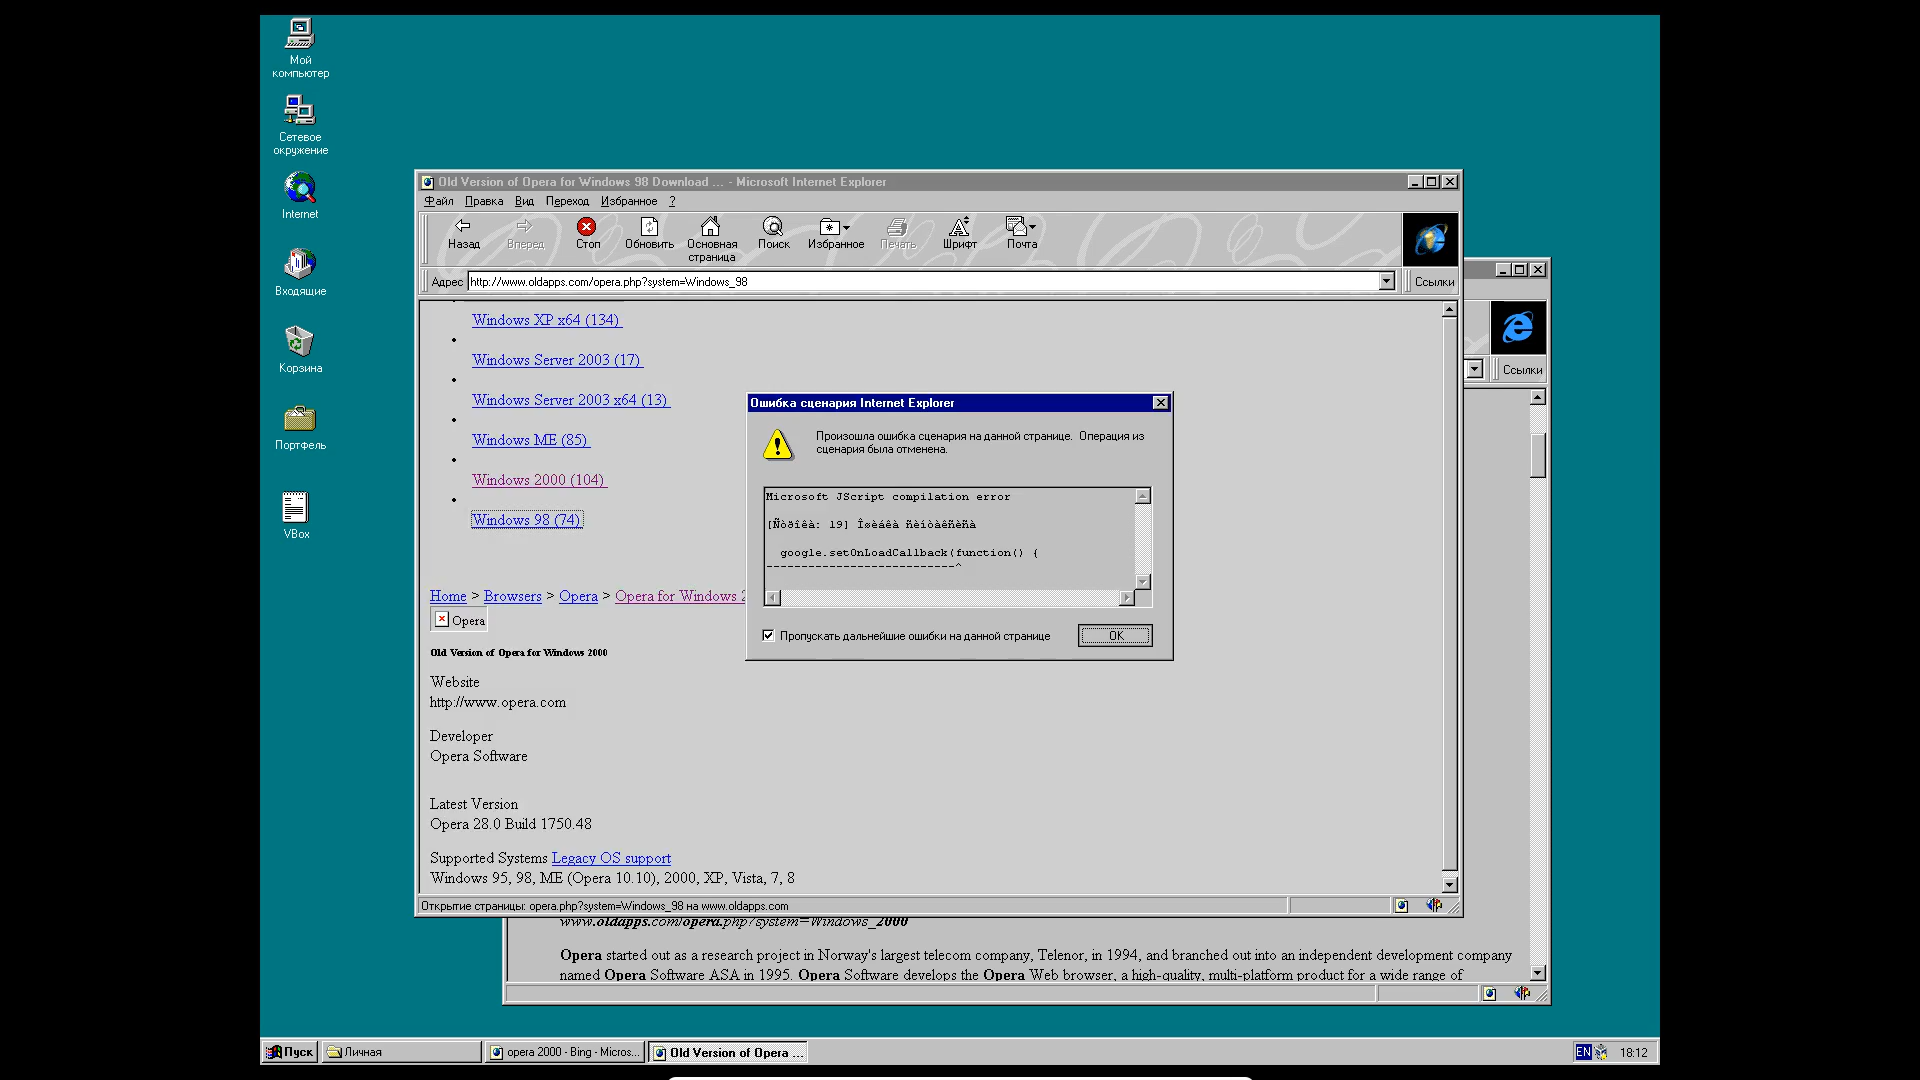 Мой
компьютер
Сетевое
окружение
Internet
Входящие
Корзина
Портфель
VBox
Old Version of Opera for Windows 98 Download ... - Microsoft Internet Explorer
Файл Правка Вид Переход Избранное ?
Назад Вперед Стоп Обновить Основная страница Поиск Избранное Печать Шрифт Почта
Адрес http://www.oldapps.com/opera.php?system=Windows_98 Ссылки
Ссылки
Windows XP x64 (134)
Windows Server 2003 (17)
Windows Server 2003 x64 (13)
Windows ME (85)
Windows 2000 (104)
Windows 98 (74)
Home > Browsers > Opera > Opera for Windows 2
Opera
Old Version of Opera for Windows 2000
Website
http://www.opera.com
Developer
Opera Software
Latest Version
Opera 28.0 Build 1750.48
Supported Systems Legacy OS support
Windows 95, 98, ME (Opera 10.10), 2000, XP, Vista, 7, 8
Открытие страницы: opera.php?system=Windows_98 на www.oldapps.com
Ошибка сценария Internet Explorer
Произошла ошибка сценария на данной странице. Операция из
сценария была отменена.
Microsoft JScript compilation error
[Ñòðîêà: 19] Îøèáêà ñèíòàêñèñà
google.setOnLoadCallback(function() {
---------------------------^
Пропускать дальнейшие ошибки на данной странице
OK
www.oldapps.com/opera.php?system=Windows_2000
Opera started out as a research project in Norway's largest telecom company, Telenor, in 1994, and branched out into an independent development company
named Opera Software ASA in 1995. Opera Software develops the Opera Web browser, a high-quality, multi-platform product for a wide range of
Пуск Личная opera 2000 - Bing - Micros... Old Version of Opera ... EN 18:12